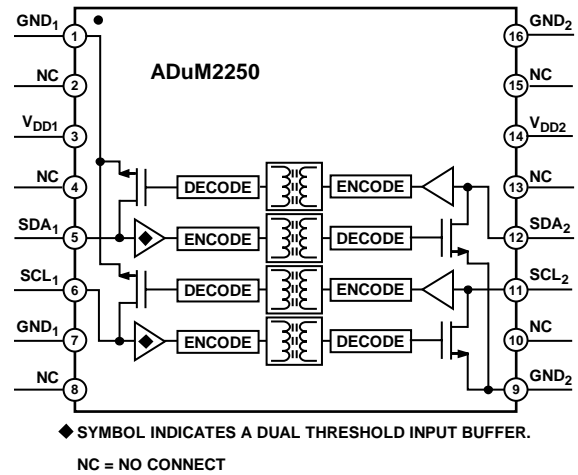 ADuM2250
GND1
1
NC
2
VDD1
3
NC
4
SDA1
5
SCL1
6
GND1
7
NC
8
GND2
16
NC
15
VDD2
14
NC
13
SDA2
12
SCL2
11
NC
10
GND2
9
DECODE ENCODE
ENCODE DECODE
DECODE ENCODE
ENCODE DECODE
◆ SYMBOL INDICATES A DUAL THRESHOLD INPUT BUFFER.
NC = NO CONNECT